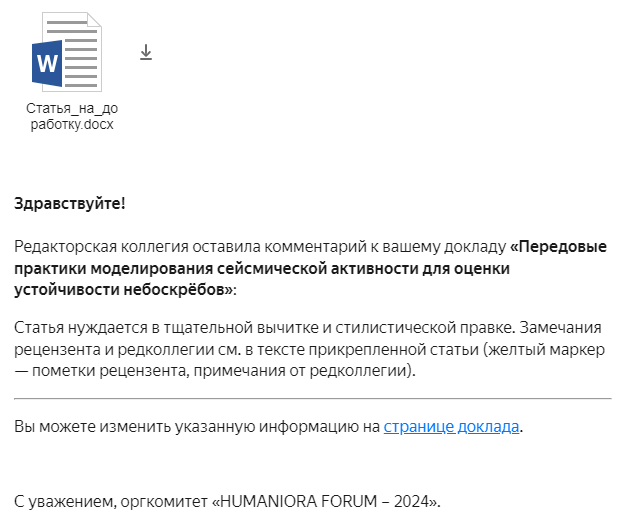 W
Статья_на_до
работку.docx
Здравствуйте!
Редакторская коллегия оставила комментарий к вашему докладу «Передовые
практики моделирования сейсмической активности для оценки
устойчивости небоскрёбов»:
Статья нуждается в тщательной вычитке и стилистической правке. Замечания
рецензента и редколлегии см. в тексте прикрепленной статьи (желтый маркер
— пометки рецензента, примечания от редколлегии).
Вы можете изменить указанную информацию на странице доклада.
С уважением, оргкомитет «HUMANIORA FORUM – 2024».